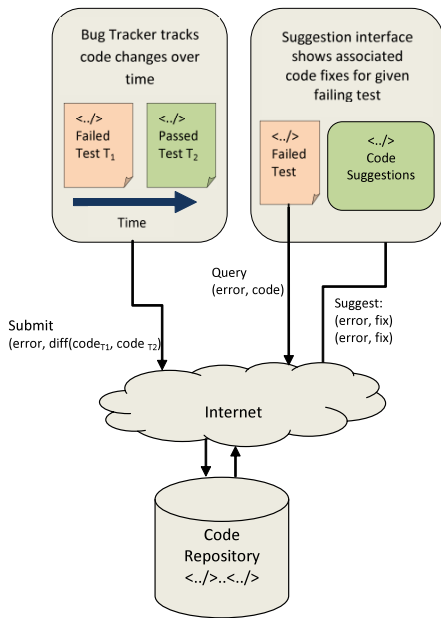 Bug Tracker tracks
code changes over
time
<../>
Failed
Test T1
<../>
Passed
Test T2
Time
Suggestion interface
shows associated
code fixes for given
failing test
<../>
Failed
Test
<../>
Code
Suggestions
Query
(error, code)
Suggest:
(error, fix)
(error, fix)
Submit
(error, diff(codeT1, code T2)
Internet
Code
Repository
<../>..<../>